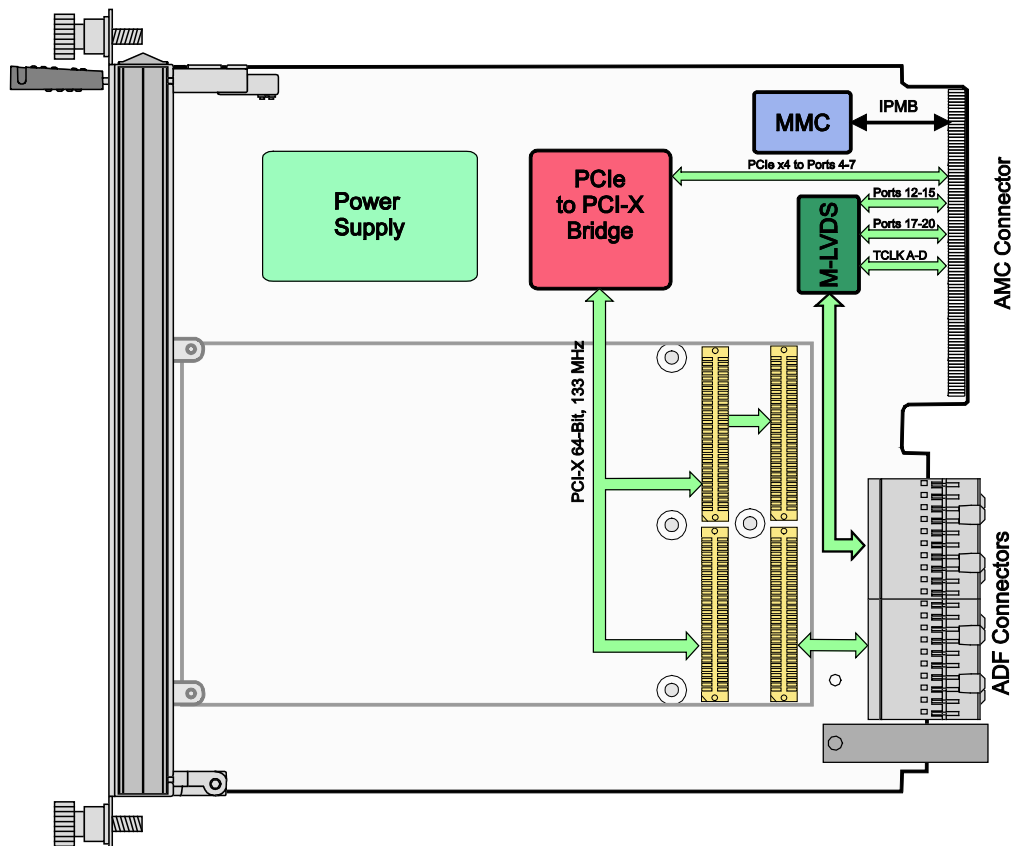 MMC
IPMB
PCIe x4 to Ports 4-7
PCIe
to PCI-X
Bridge
Power
Supply
Ports 12-15
Ports 17-20
TCLK A-D
M-LVDS
AMC Connector
PCI-X 64-Bit, 133 MHz
ADF Connectors